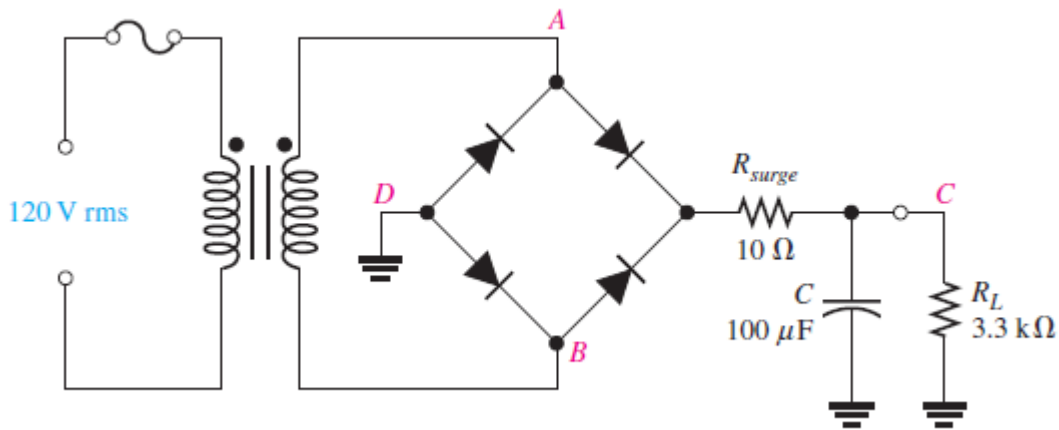 A
D
B
120 V rms
R_surge
10 Ω
C
C
100 μF
R_L
3.3 kΩ